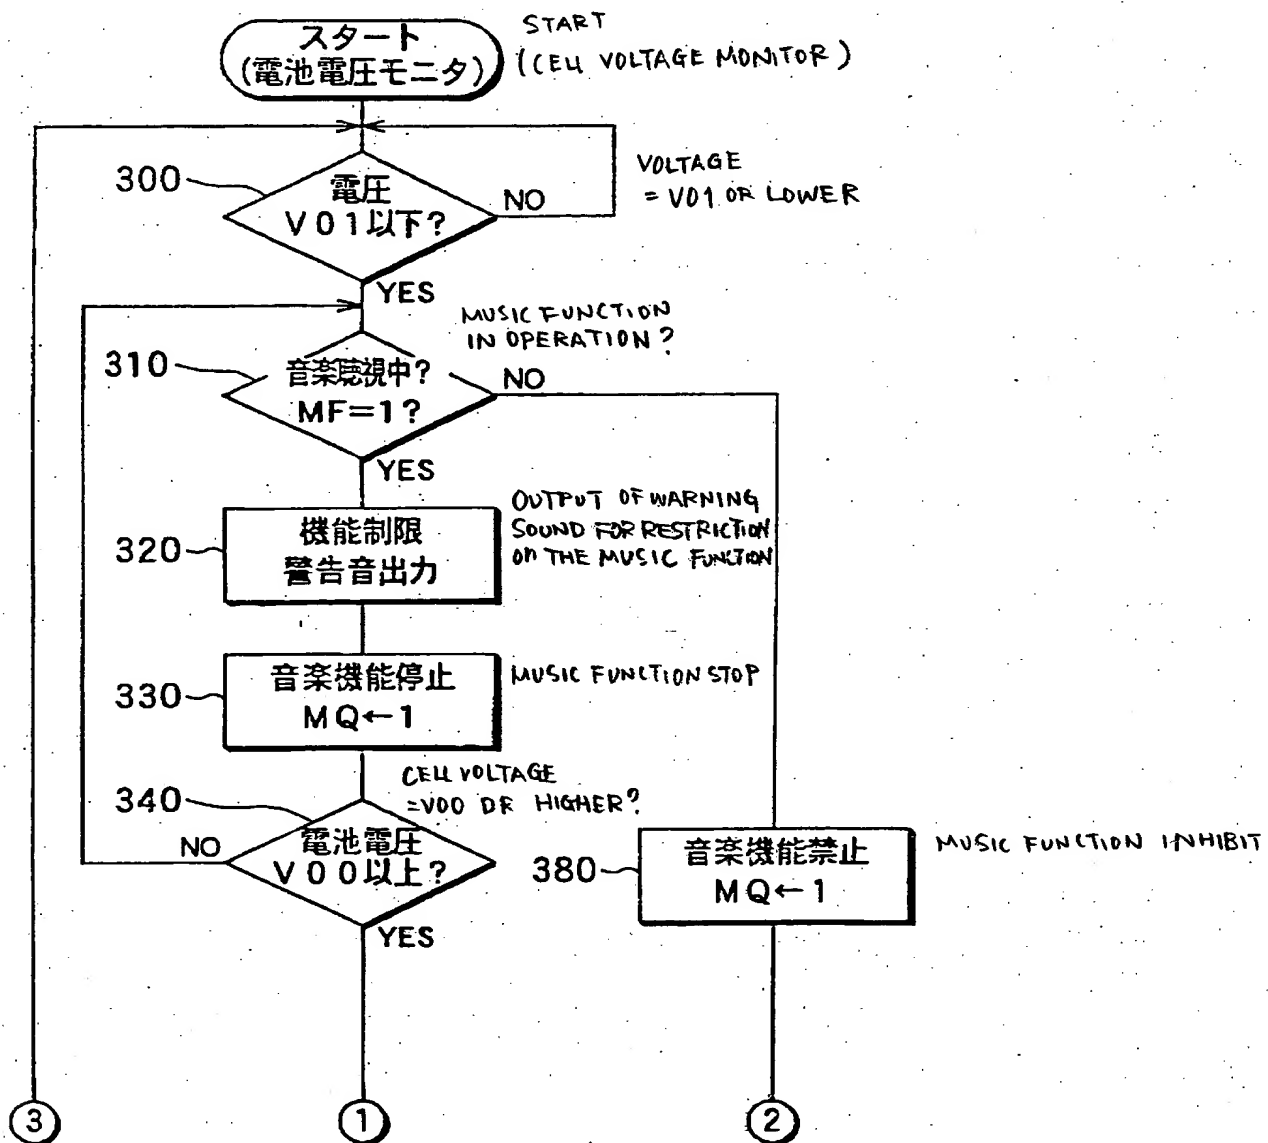 スタート
(電池電圧モニタ)
START
(CELL VOLTAGE MONITOR)
300
電圧
V01以下?
NO
VOLTAGE
= V01 OR LOWER
YES
MUSIC FUNCTION
IN OPERATION?
310
音楽聴視中?
MF=1?
NO
YES
320
機能制限
警告音出力
OUTPUT OF WARNING
SOUND FOR RESTRICTION
ON THE MUSIC FUNCTION
330
音楽機能停止
MQ←1
MUSIC FUNCTION STOP
CELL VOLTAGE
=V00 OR HIGHER?
340
NO
電池電圧
V00以上?
YES
380
音楽機能禁止
MQ←1
MUSIC FUNCTION INHIBIT
3
1
2